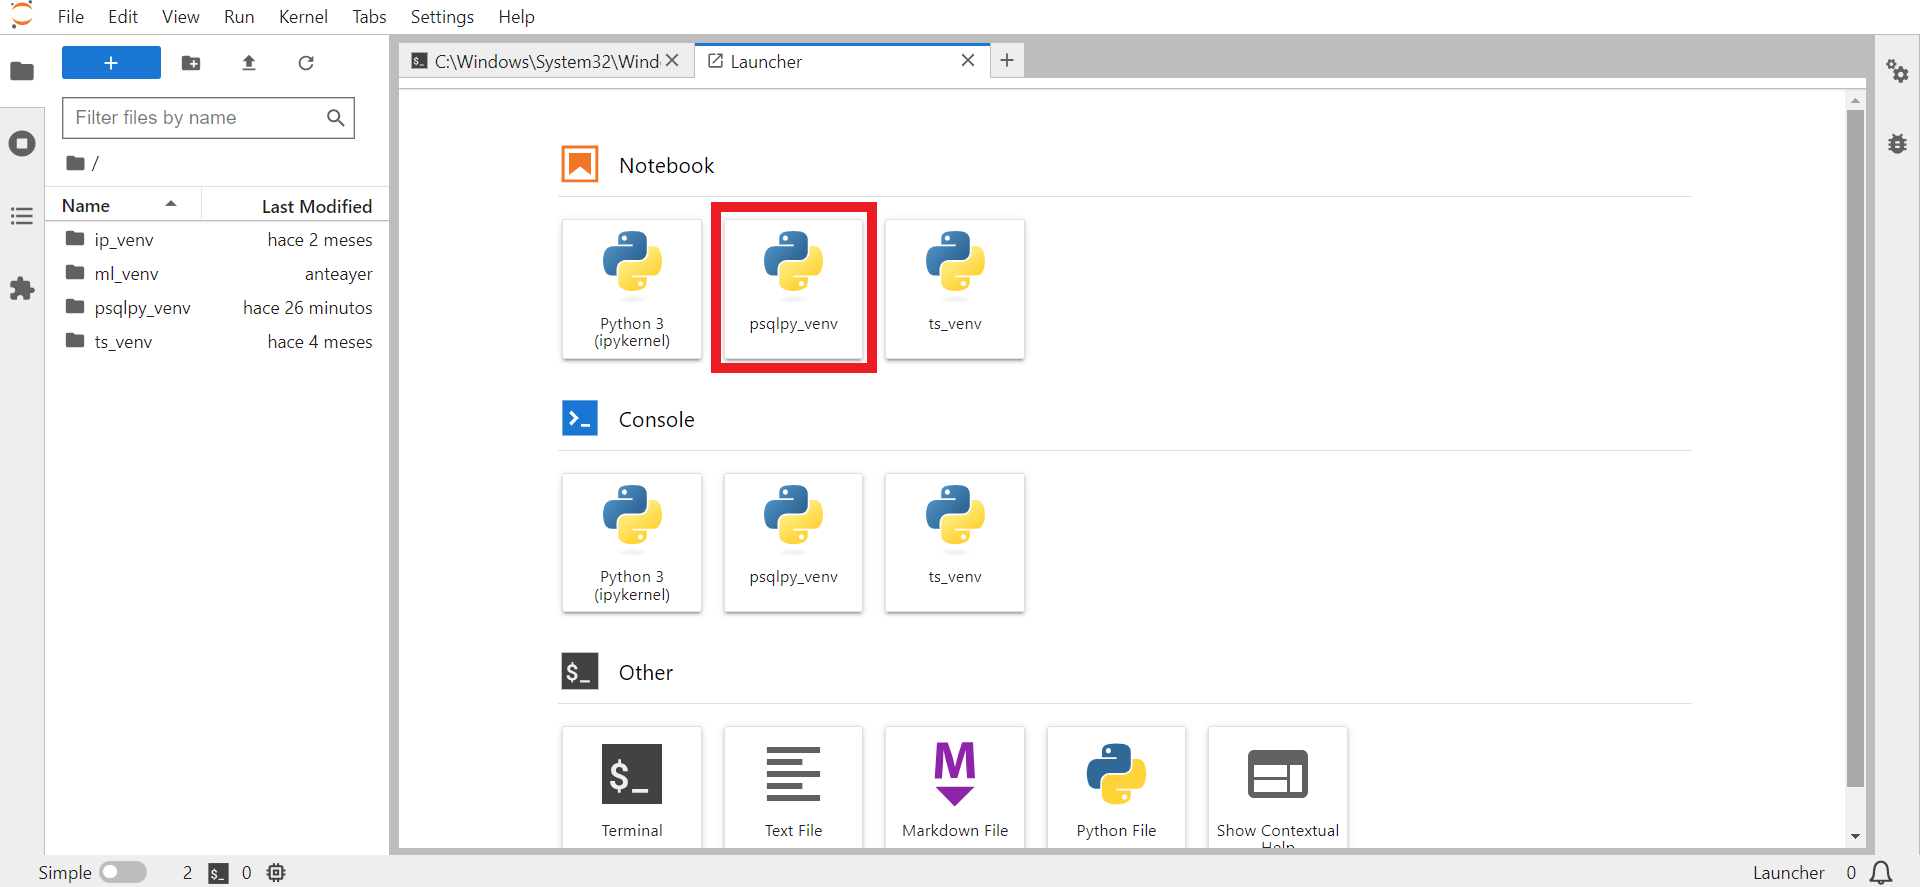 File Edit View Run Kernel Tabs Settings Help
C:\Windows\System32\Wind
Launcher
Filter files by name
/
Name Last Modified
ip_venv hace 2 meses
ml_venv anteayer
psqlpy_venv hace 26 minutos
ts_venv hace 4 meses
Notebook
Python 3
(ipykernel)
psqlpy_venv
ts_venv
Console
Python 3
(ipykernel)
psqlpy_venv
ts_venv
$_ Other
$_
Terminal
Text File
M
Markdown File
Python File
Show Contextual
Help
Simple 2 $_ 0 Launcher 0